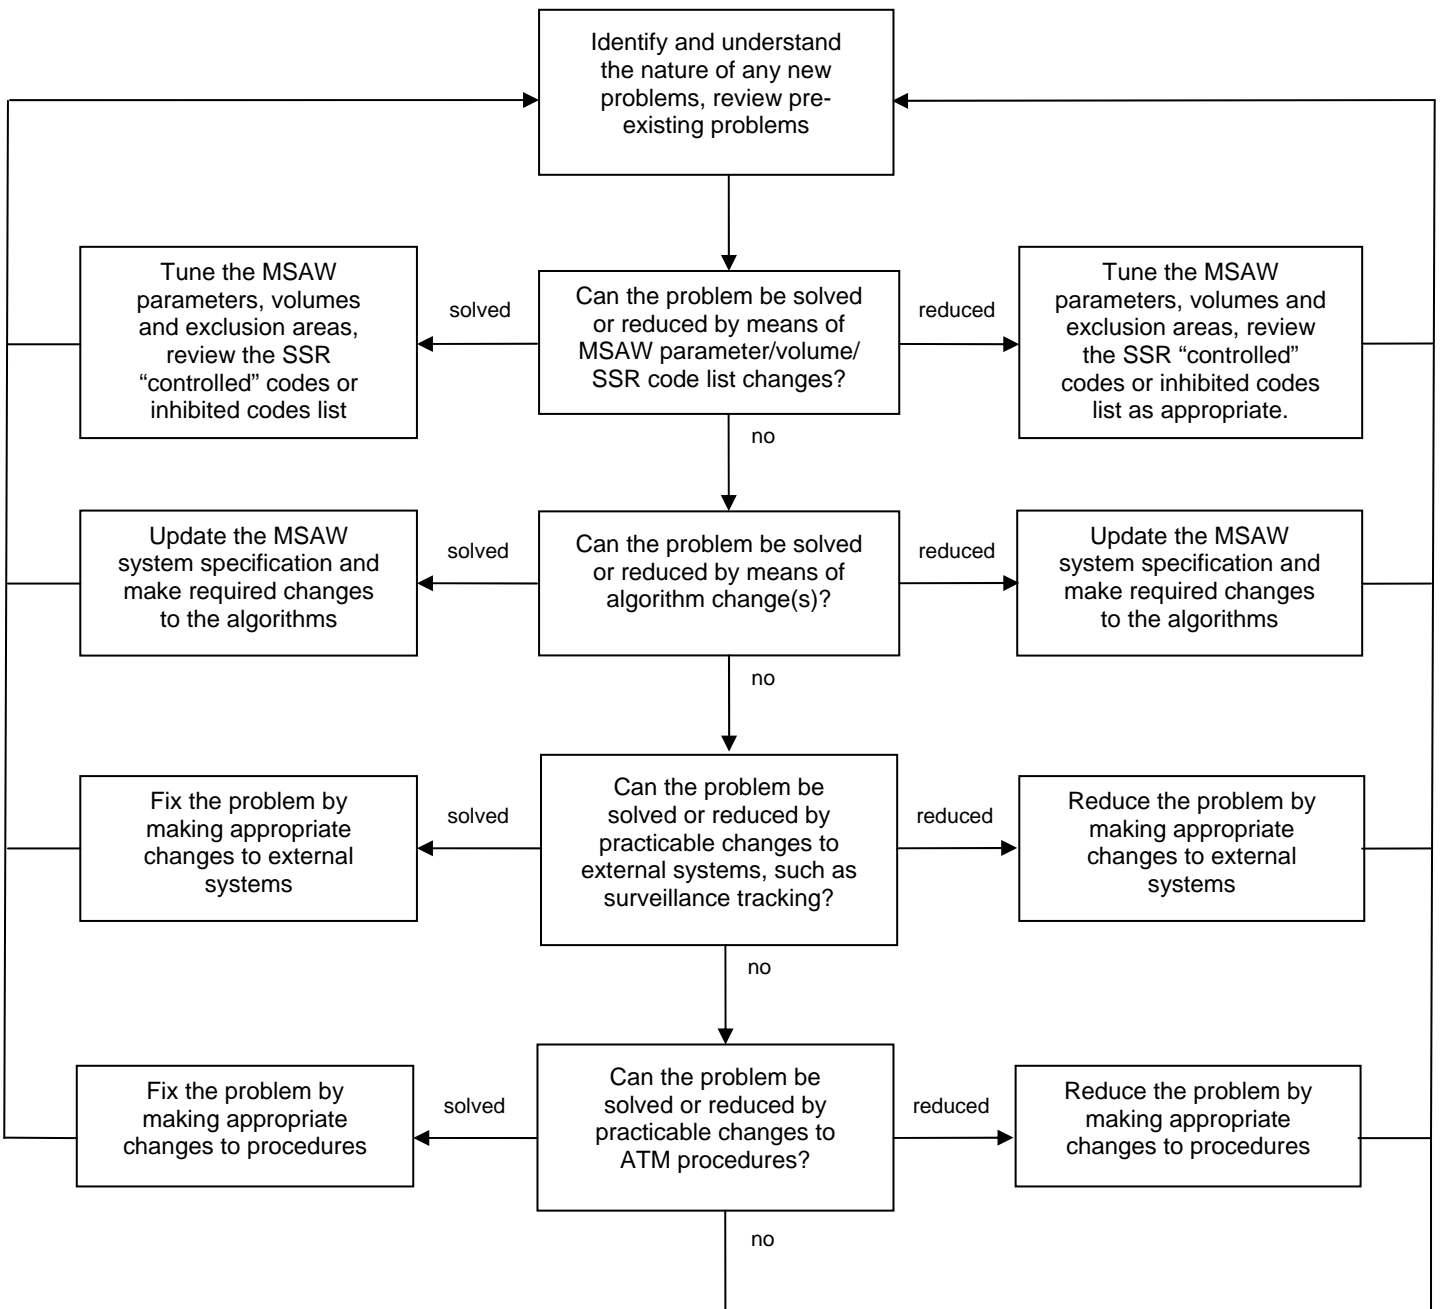 Identify and understand
the nature of any new
problems, review pre-
existing problems
Tune the MSAW
parameters, volumes
and exclusion areas,
review the SSR
“controlled” codes or
inhibited codes list
solved
Can the problem be solved
or reduced by means of
MSAW parameter/volume/
SSR code list changes?
reduced
Tune the MSAW
parameters, volumes and
exclusion areas, review
the SSR “controlled”
codes or inhibited codes
list as appropriate.
no
Update the MSAW
system specification and
make required changes
to the algorithms
solved
Can the problem be solved
or reduced by means of
algorithm change(s)?
reduced
Update the MSAW
system specification and
make required changes
to the algorithms
no
Fix the problem by
making appropriate
changes to external
systems
solved
Can the problem be
solved or reduced by
practicable changes to
external systems, such as
surveillance tracking?
reduced
Reduce the problem by
making appropriate
changes to external
systems
no
Fix the problem by
making appropriate
changes to procedures
solved
Can the problem be
solved or reduced by
practicable changes to
ATM procedures?
reduced
Reduce the problem by
making appropriate
changes to procedures
no